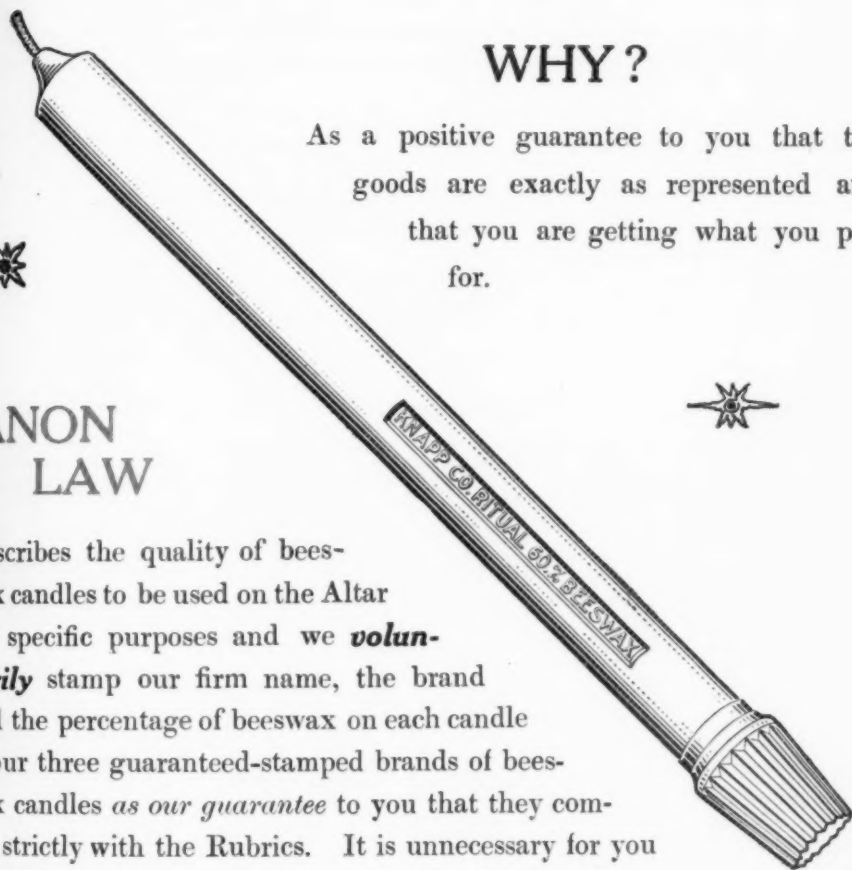 WHY?
As a positive guarantee to you that t
goods are exactly as represented a
that you are getting what you p
for.
ANON
LAW
KNAPP CO. RITUAL 60.% BEESWAX
scribes the quality of bees-
candles to be used on the Altar
specific purposes and we volun-
ily stamp our firm name, the brand
the percentage of beeswax on each candle
our three guaranteed-stamped brands of bees-
candles as our guarantee to you that they com-
strictly with the Rubrics. It is unnecessary for you